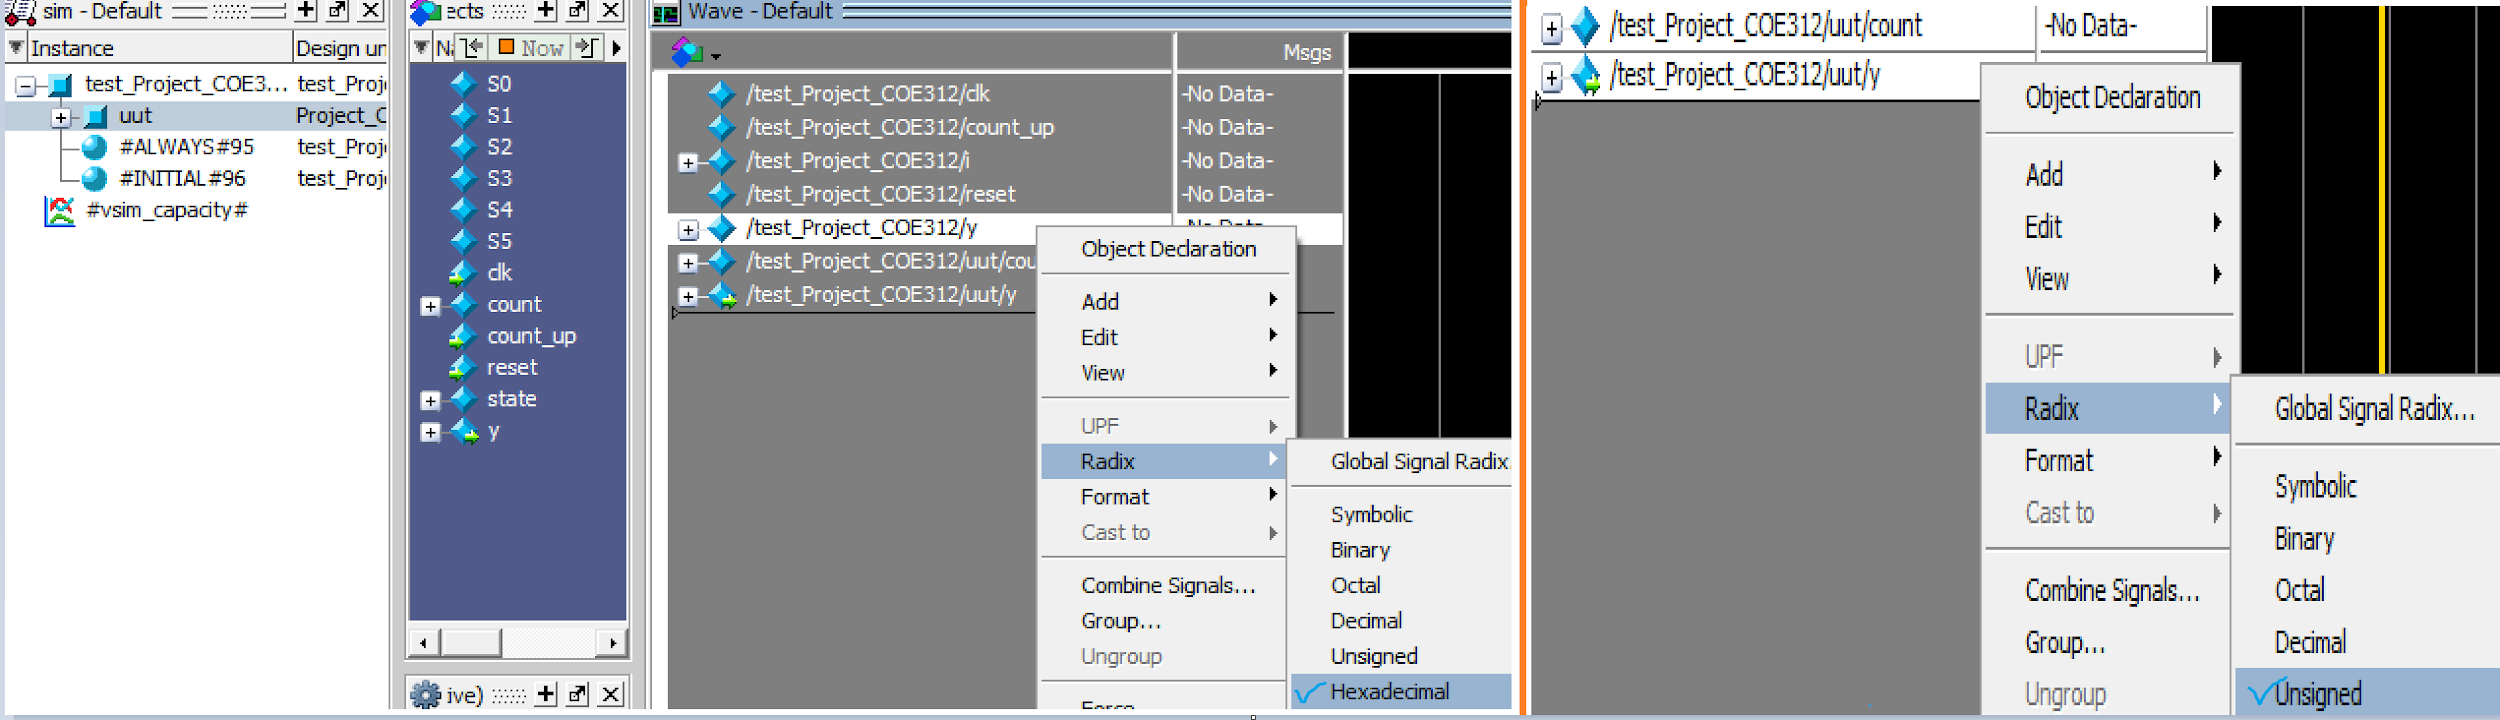 sim - Default
Instance
Design un
test_Project_COE3...
test_Proj
uut
Project_C
#ALWAYS#95
test_Proj
#INITIAL#96
test_Proj
#vsim_capacity#
ects
Now
S0
S1
S2
S3
S4
S5
clk
count
count_up
reset
state
y
ive)
Wave - Default
Msgs
/test_Project_COE312/clk
-No Data-
/test_Project_COE312/count_up
-No Data-
/test_Project_COE312/i
-No Data-
/test_Project_COE312/reset
-No Data-
/test_Project_COE312/y
-No Data-
/test_Project_COE312/uut/cou
/test_Project_COE312/uut/y
Object Declaration
Add
Edit
View
UPF
Radix
Format
Cast to
Combine Signals...
Group...
Ungroup
Force
Global Signal Radix
Symbolic
Binary
Octal
Decimal
Unsigned
Hexadecimal
/test_Project_COE312/uut/count
-No Data-
/test_Project_COE312/uut/y
Object Declaration
Add
Edit
View
UPF
Radix
Format
Cast to
Combine Signals...
Group...
Ungroup
Global Signal Radix...
Symbolic
Binary
Octal
Decimal
Unsigned